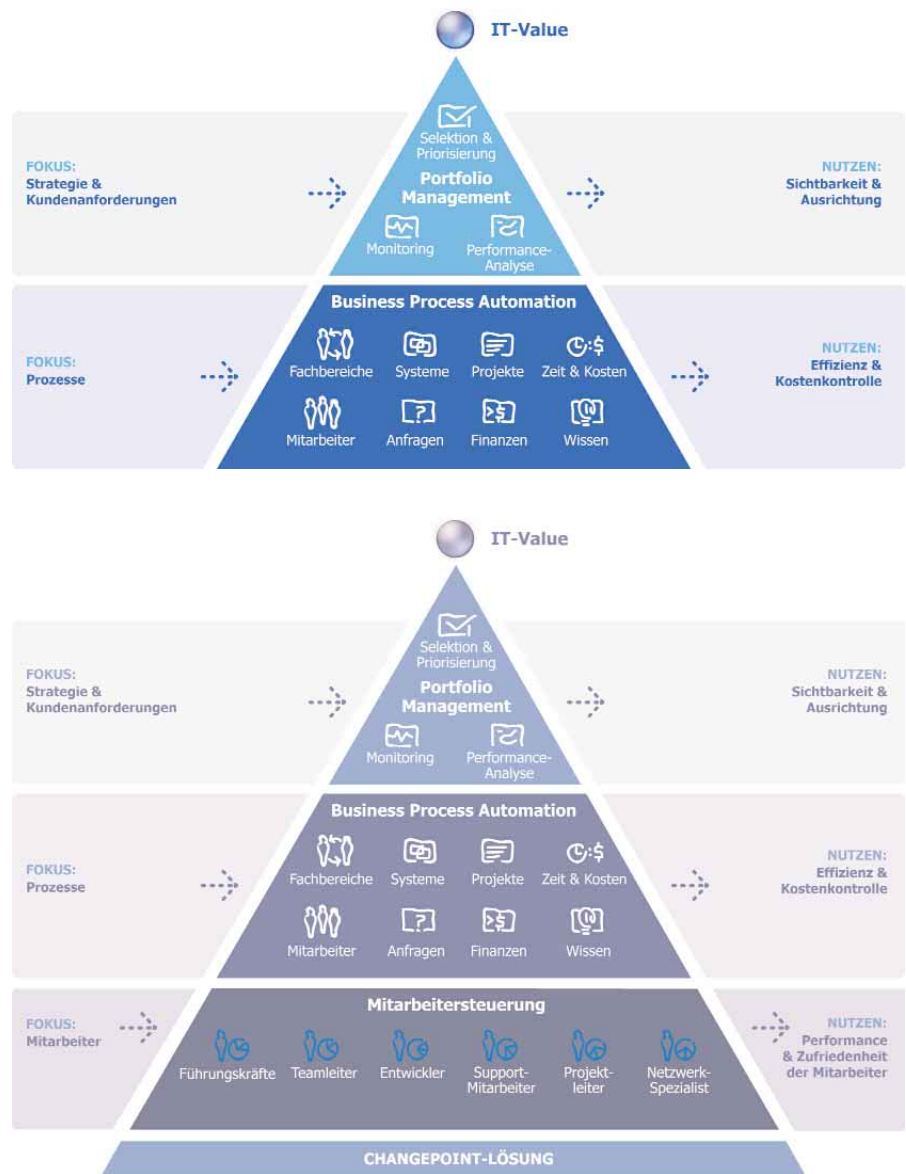 IT-Value
Selektion &
Priorisierung
FOKUS:
Strategie &
Kundenanforderungen
Portfolio
Management
NUTZEN:
Sichtbarkeit &
Ausrichtung
Monitoring
Performance-
Analyse
Business Process Automation
FOKUS:
Prozesse
Fachbereiche Systeme Projekte Zeit & Kosten
Mitarbeiter Anfragen Finanzen Wissen
NUTZEN:
Effizienz &
Kostenkontrolle
IT-Value
Selektion &
Priorisierung
FOKUS:
Strategie &
Kundenanforderungen
Portfolio
Management
NUTZEN:
Sichtbarkeit &
Ausrichtung
Monitoring
Performance-
Analyse
Business Process Automation
FOKUS:
Prozesse
Fachbereiche Systeme Projekte Zeit & Kosten
Mitarbeiter Anfragen Finanzen Wissen
NUTZEN:
Effizienz &
Kostenkontrolle
Mitarbeitersteuerung
FOKUS:
Mitarbeiter
Führungskräfte
Teamleiter
Entwickler
Support-
Mitarbeiter
Projekt-
leiter
Netzwerk-
Spezialist
NUTZEN:
Performance
& Zufriedenheit
der Mitarbeiter
CHANGEPOINT-LÖSUNG